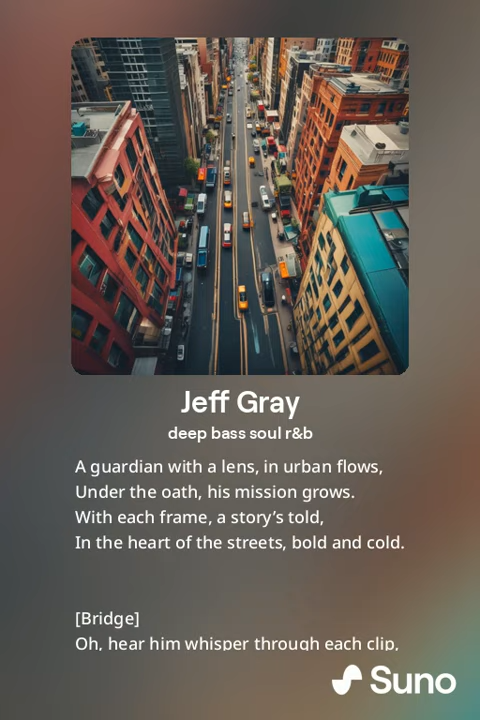 Jeff Gray
deep bass soul r&b
A guardian with a lens, in urban flows,
Under the oath, his mission grows.
With each frame, a story’s told,
In the heart of the streets, bold and cold.
[Bridge]
Oh, hear him whisper through each clip,
Suno